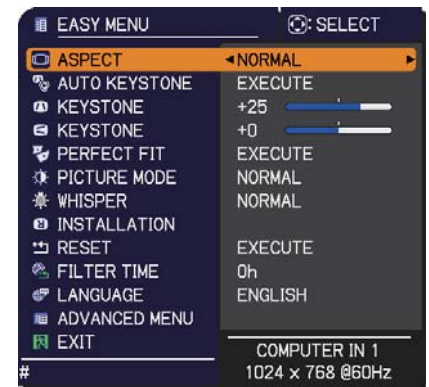 EASY MENU : SELECT
ASPECT NORMAL
AUTO KEYSTONE EXECUTE
KEYSTONE +25
KEYSTONE +0
PERFECT FIT EXECUTE
PICTURE MODE NORMAL
WHISPER NORMAL
INSTALLATION
RESET EXECUTE
FILTER TIME 0h
LANGUAGE ENGLISH
ADVANCED MENU
EXIT
COMPUTER IN 1
# 1024 x 768 @60Hz